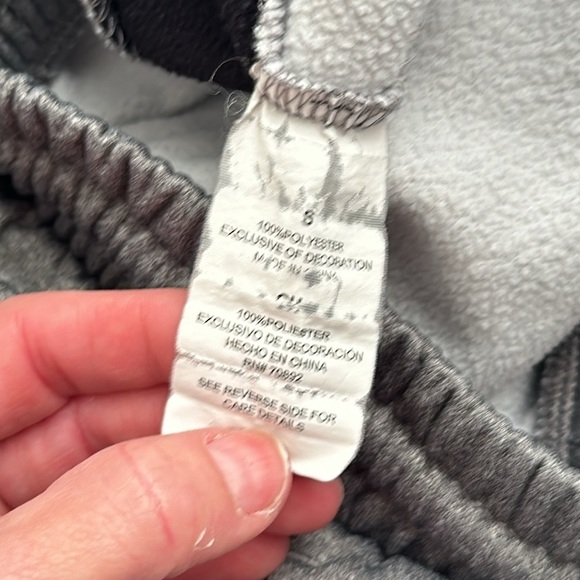 S
100%POLYESTER
EXCLUSIVE OF DECORATION
MADE IN CHINA
100%POLIESTER
EXCLUSIVO DE DECORACIÓN
HECHO EN CHINA
RN# 70892
SEE REVERSE SIDE FOR
CARE DETAILS